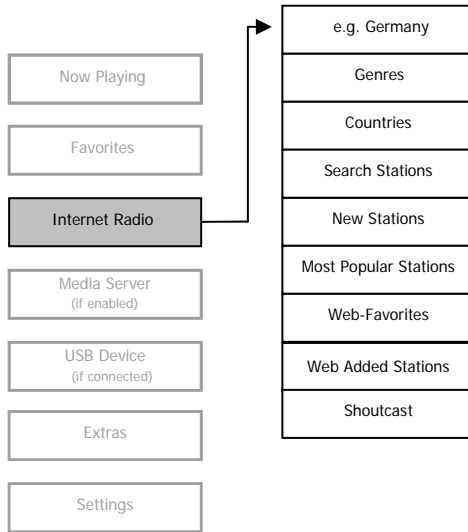 Now Playing
Favorites
Internet Radio
Media Server
(if enabled)
USB Device
(if connected)
Extras
Settings
e.g. Germany
Genres
Countries
Search Stations
New Stations
Most Popular Stations
Web-Favorites
Web Added Stations
Shoutcast